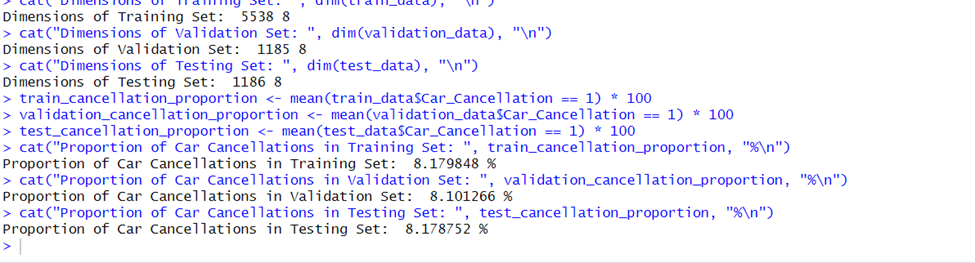 > cat("Dimensions of Training Set: ", dim(train_data), "\n")
Dimensions of Training Set:  5538 8
> cat("Dimensions of Validation Set: ", dim(validation_data), "\n")
Dimensions of Validation Set:  1185 8
> cat("Dimensions of Testing Set: ", dim(test_data), "\n")
Dimensions of Testing Set:  1186 8
> train_cancellation_proportion <- mean(train_data$Car_Cancellation == 1) * 100
> validation_cancellation_proportion <- mean(validation_data$Car_Cancellation == 1) * 100
> test_cancellation_proportion <- mean(test_data$Car_Cancellation == 1) * 100
> cat("Proportion of Car Cancellations in Training Set: ", train_cancellation_proportion, "%\n")
Proportion of Car Cancellations in Training Set:  8.179848 %
> cat("Proportion of Car Cancellations in Validation Set: ", validation_cancellation_proportion, "%\n")
Proportion of Car Cancellations in Validation Set:  8.101266 %
> cat("Proportion of Car Cancellations in Testing Set: ", test_cancellation_proportion, "%\n")
Proportion of Car Cancellations in Testing Set:  8.178752 %
>